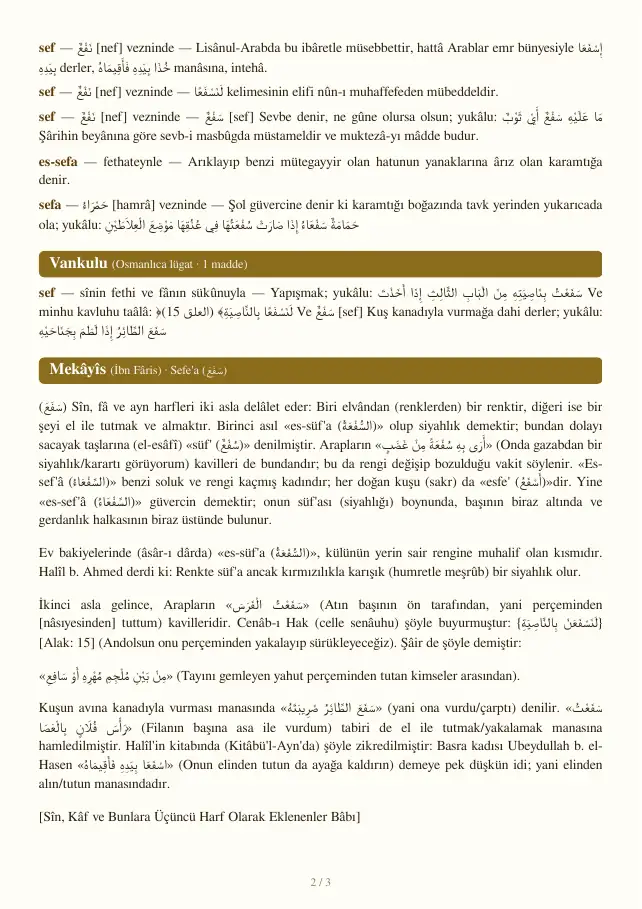 sef — نَفْعٌ [nef] vezninde — Lisânul-Arabda bu ibâretle müsebbettir, hattâ Arablar emr bünyesiyle إِسْفَعَا
بِيَدِهِ derler, خُذَا بِيَدِهِ فَأَقِيمَاهُ manâsına, intehâ.
sef — نَفْعٌ [nef] vezninde — لَنَسْفَعًا kelimesinin elifi nûn-ı muhaffefeden mübeddeldir.
sef — نَفْعٌ [nef] vezninde — سَفْعٌ [sef] Sevbe denir, ne gûne olursa olsun; yukâlu: مَا عَلَيْهِ سَفْعٌ أَيْ ثَوْبٌ
Şârihin beyânına göre sevb-i masbûgda müstameldir ve muktezâ-yı mâdde budur.
es-sefa — fethateynle — Arıklayıp benzi mütegayyir olan hatunun yanaklarına ârız olan karamtığa
denir.
sefa — حَمْرَاءُ [hamrâ] vezninde — Şol güvercine denir ki karamtığı boğazında tavk yerinden yukarıcada
ola; yukâlu: حَمَامَةٌ سَفْعَاءُ إِذَا صَارَتْ سُفْعَتُهَا فِي عُنُقِهَا مَوْضِعَ الْعِلاَطَيْنِ
Vankulu (Osmanlıca lügat · 1 madde)
sef — sînin fethi ve fânın sükûnuyla — Yapışmak; yukâlu: سَفَعْتُ بِنَاصِيَتِهِ مِنَ الْبَابِ الثَّالِثِ إِذَا أَخَذْتَ Ve
minhu kavluhu taâlâ: ﴿لَنَسْفَعًا بِالنَّاصِيَةِ﴾ (العلق 15) Ve سَفْعٌ [sef] Kuş kanadıyla vurmağa dahi derler; yukâlu:
سَفَعَ الطَّائِرُ إِذَا لَطَمَ بِجَنَاحَيْهِ
Mekâyîs (İbn Fâris) · Sefe'a (سَفَعَ)
(سَفَعَ) Sîn, fâ ve ayn harfleri iki asla delâlet eder: Biri elvândan (renklerden) bir renktir, diğeri ise bir
şeyi el ile tutmak ve almaktır. Birinci asıl «es-süf'a (السُّفْعَةُ)» olup siyahlık demektir; bundan dolayı
sacayak taşlarına (el-esâfî) «süf' (سُفْعٌ)» denilmiştir. Arapların «أَرَى بِهِ سُفْعَةً مِنْ غَضَبٍ» (Onda gazabdan bir
siyahlık/karartı görüyorum) kavilleri de bundandır; bu da rengi değişip bozulduğu vakit söylenir. «Es-
sef'â (السَّفْعَاءُ)» benzi soluk ve rengi kaçmış kadındır; her doğan kuşu (sakr) da «esfe' (أَسْفَعُ)»dir. Yine
«es-sef'â (السَّفْعَاءُ)» güvercin demektir; onun süf'ası (siyahlığı) boynunda, başının biraz altında ve
gerdanlık halkasının biraz üstünde bulunur.
Ev bakiyelerinde (âsâr-ı dârda) «es-süf'a (السُّفْعَةُ)», külünün yerin sair rengine muhalif olan kısmıdır.
Halîl b. Ahmed derdi ki: Renkte süf'a ancak kırmızılıkla karışık (humretle meşrûb) bir siyahlık olur.
İkinci asla gelince, Arapların «سَفَعْتُ الْفَرَسَ» (Atın başının ön tarafından, yani perçeminden
[nâsıyesinden] tuttum) kavilleridir. Cenâb-ı Hak (celle senâuhu) şöyle buyurmuştur: {لَنَسْفَعَنْ بِالنَّاصِيَةِ}
[Alak: 15] (Andolsun onu perçeminden yakalayıp sürükleyeceğiz). Şâir de şöyle demiştir:
«مِنْ بَيْنِ مُلْجِمِ مُهْرِهِ أَوْ سَافِعِ» (Tayını gemleyen yahut perçeminden tutan kimseler arasından).
Kuşun avına kanadıyla vurması manasında «سَفَعَ الطَّائِرُ ضَرِيبَتَهُ» (yani ona vurdu/çarptı) denilir. «سَفَعْتُ
رَأْسَ فُلَانٍ بِالْعَصَا» (Filanın başına asa ile vurdum) tabiri de el ile tutmak/yakalamak manasına
hamledilmiştir. Halîl'in kitabında (Kitâbü'l-Ayn'da) şöyle zikredilmiştir: Basra kadısı Ubeydullah b. el-
Hasen «اسْفَعَا بِيَدِهِ فَأَقِيمَاهُ» (Onun elinden tutun da ayağa kaldırın) demeye pek düşkün idi; yani elinden
alın/tutun manasındadır.
[Sîn, Kâf ve Bunlara Üçüncü Harf Olarak Eklenenler Bâbı]
2 / 3